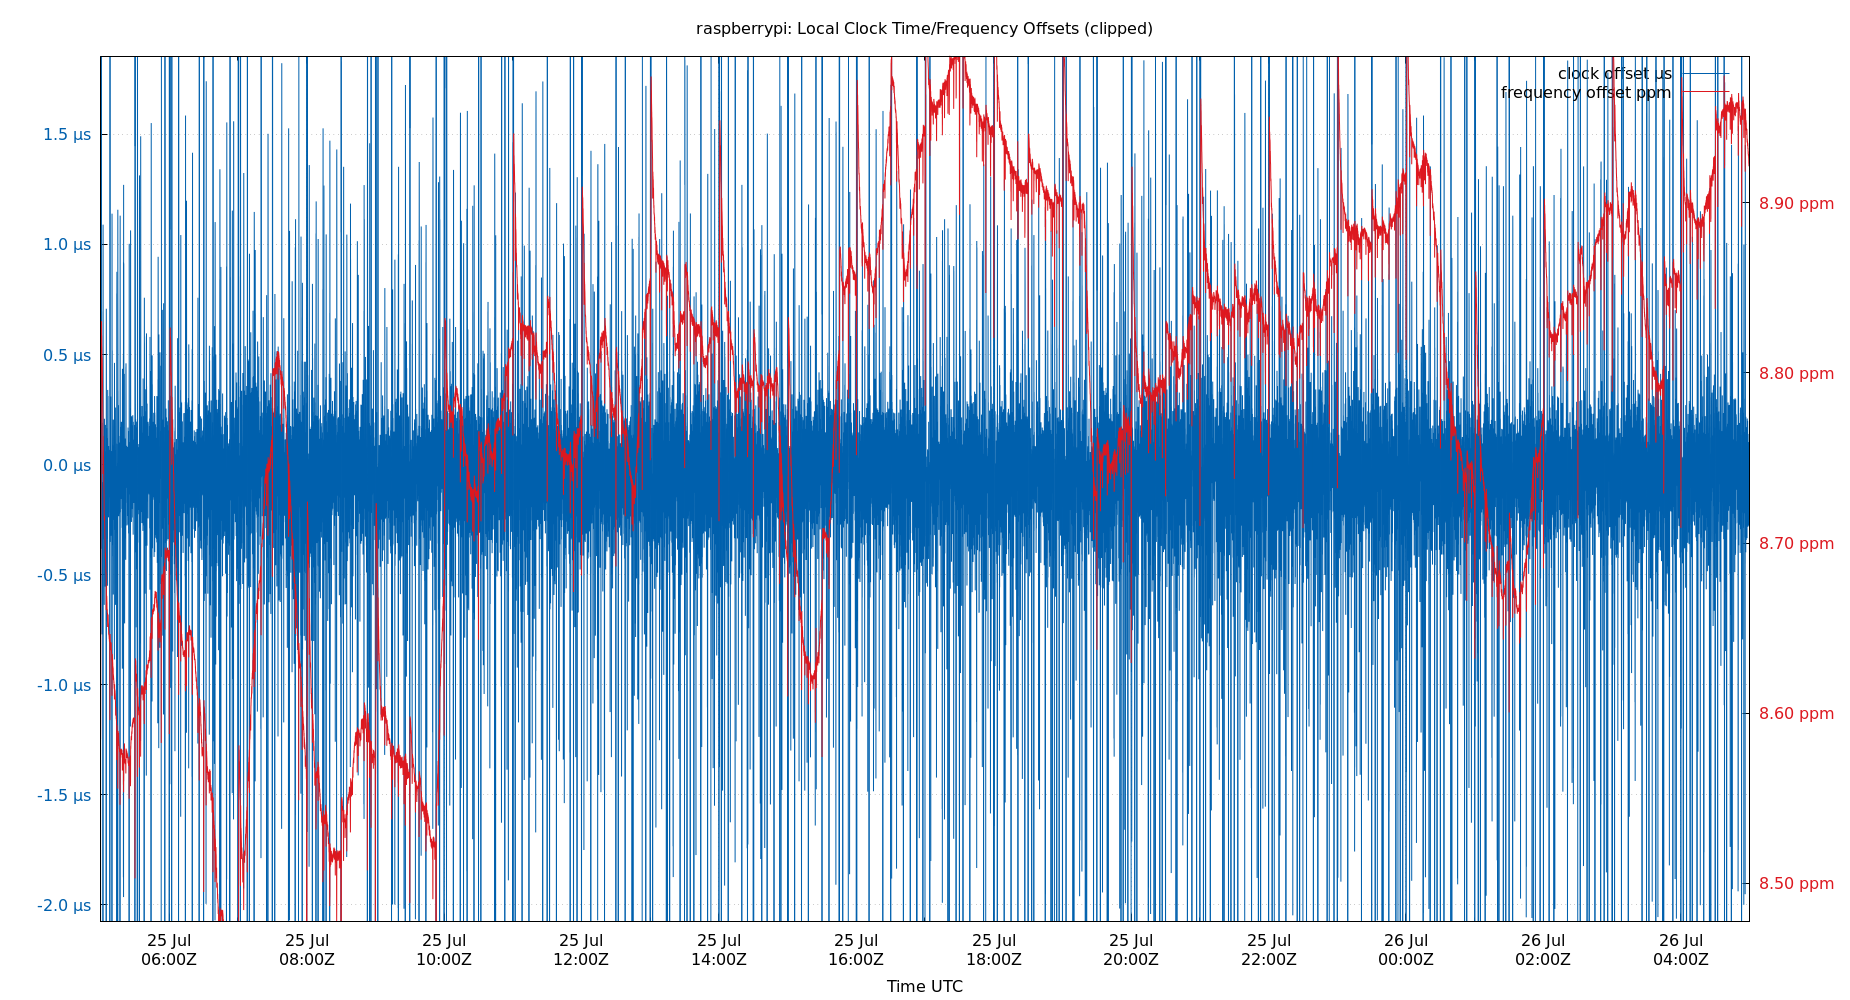 raspberrypi: Local Clock Time/Frequency Offsets (clipped)
clock offset µs
frequency offset ppm
1.5 µs
1.0 µs
0.5 µs
0.0 µs
-0.5 µs
-1.0 µs
-1.5 µs
-2.0 µs
8.90 ppm
8.80 ppm
8.70 ppm
8.60 ppm
8.50 ppm
25 Jul 25 Jul 25 Jul 25 Jul 25 Jul 25 Jul 25 Jul 25 Jul 25 Jul 26 Jul 26 Jul 26 Jul
06:00Z 08:00Z 10:00Z 12:00Z 14:00Z 16:00Z 18:00Z 20:00Z 22:00Z 00:00Z 02:00Z 04:00Z
Time UTC